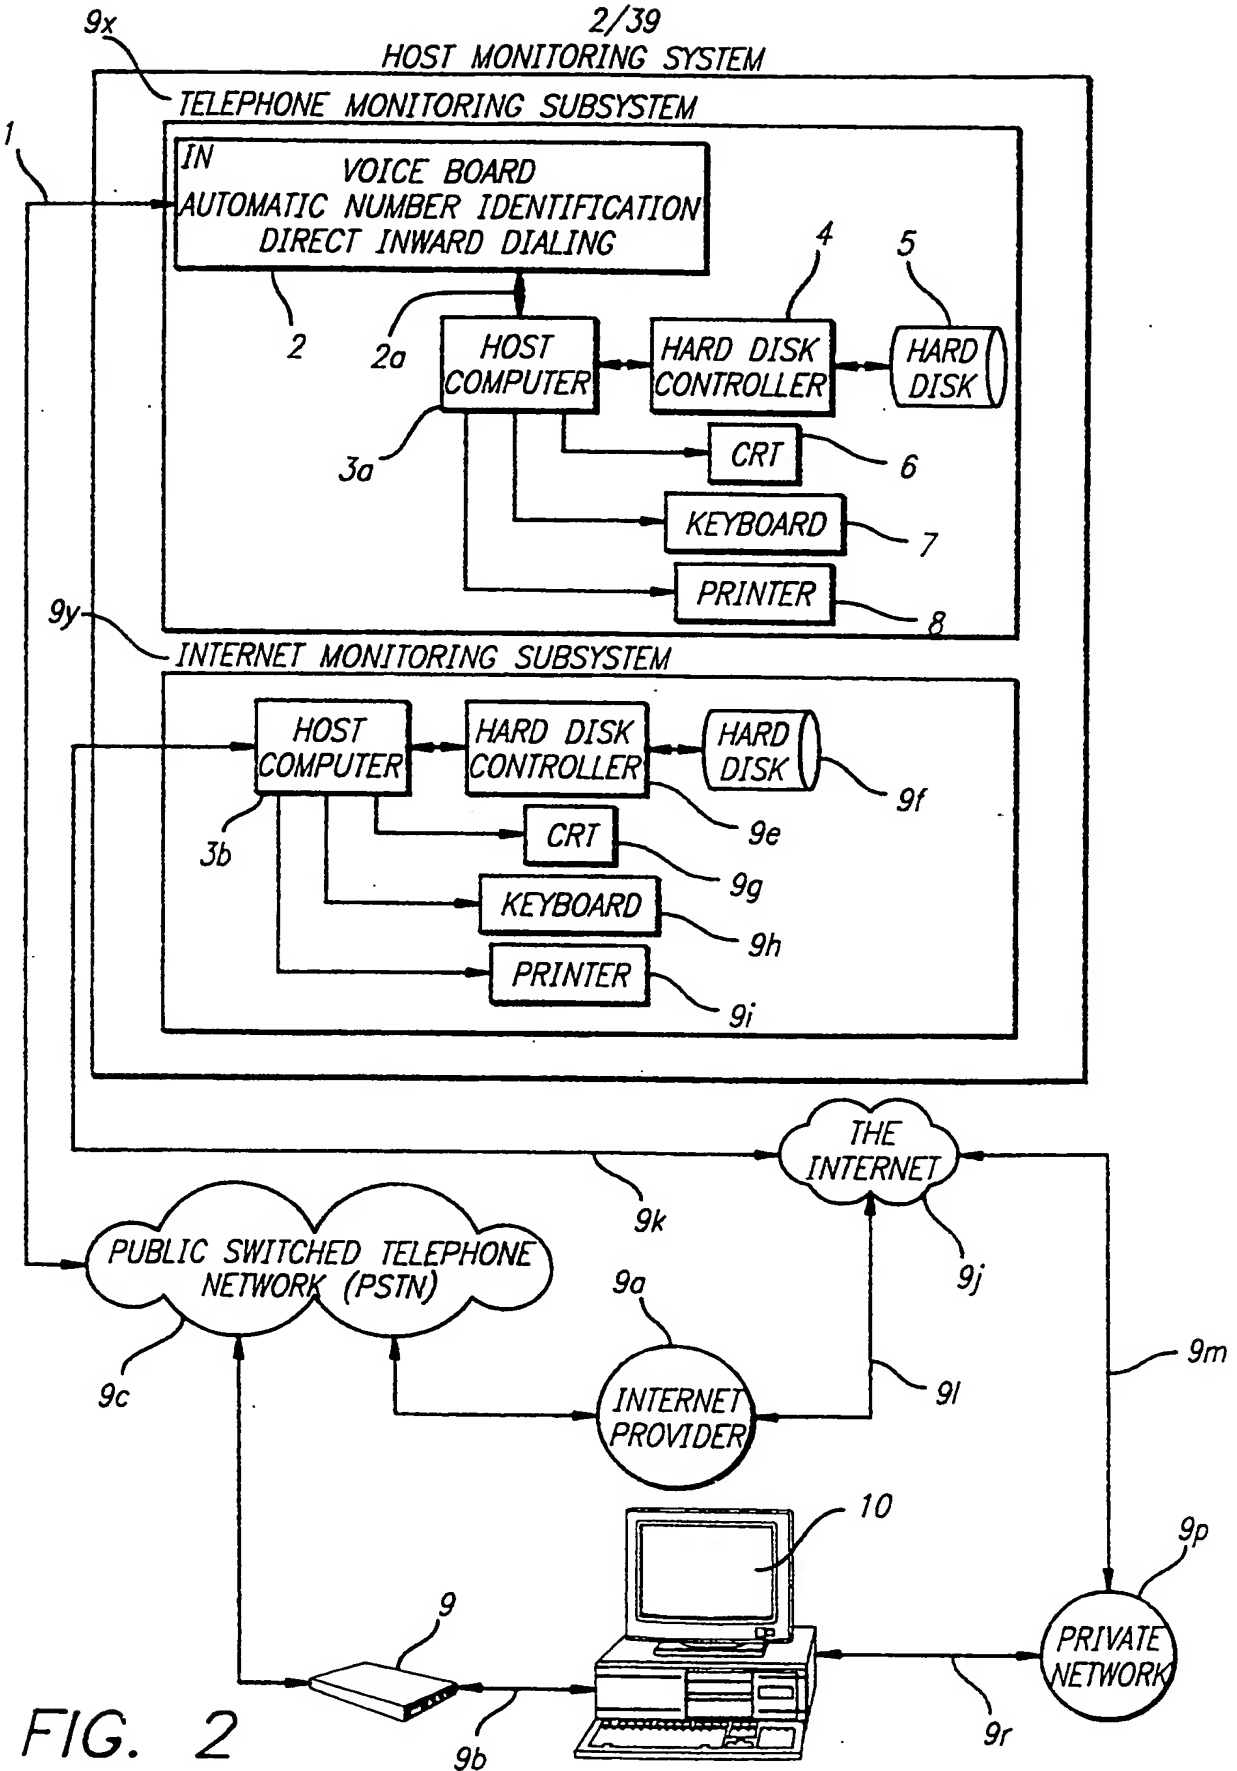 2/39
9x
HOST MONITORING SYSTEM
TELEPHONE MONITORING SUBSYSTEM
1
IN
VOICE BOARD
AUTOMATIC NUMBER IDENTIFICATION
DIRECT INWARD DIALING
2
2a
4
5
HOST
COMPUTER
HARD DISK
CONTROLLER
HARD
DISK
3a
CRT
6
KEYBOARD
7
PRINTER
8
9y
INTERNET MONITORING SUBSYSTEM
HOST
COMPUTER
HARD DISK
CONTROLLER
HARD
DISK
9f
3b
9e
CRT
9g
KEYBOARD
9h
PRINTER
9i
THE
INTERNET
9k
9j
PUBLIC SWITCHED TELEPHONE
NETWORK (PSTN)
9c
9a
INTERNET
PROVIDER
9l
9m
10
9p
PRIVATE
NETWORK
9
9b
9r
FIG. 2